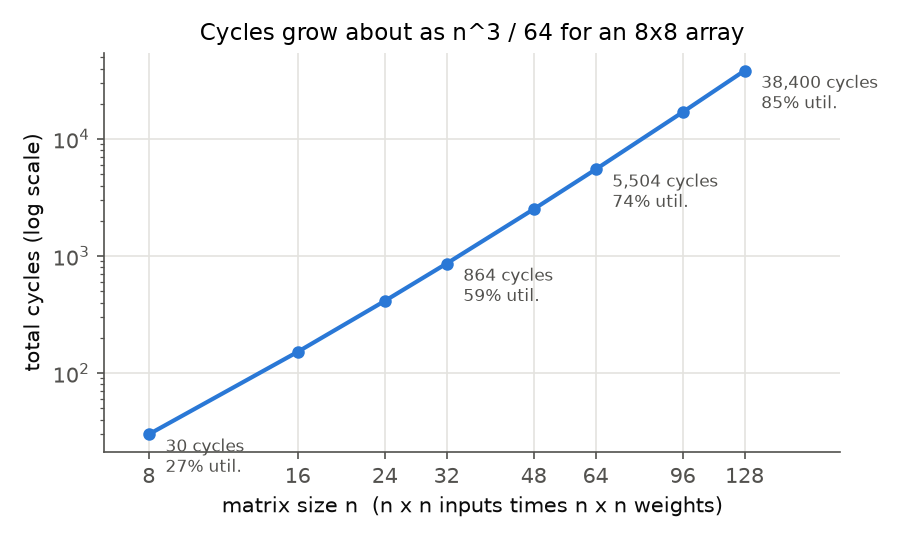 Cycles grow about as n^3 / 64 for an 8x8 array
total cycles (log scale)
10^4
10^3
10^2
38,400 cycles
85% util.
5,504 cycles
74% util.
864 cycles
59% util.
30 cycles
27% util.
8 16 24 32 48 64 96 128
matrix size n  (n x n inputs times n x n weights)